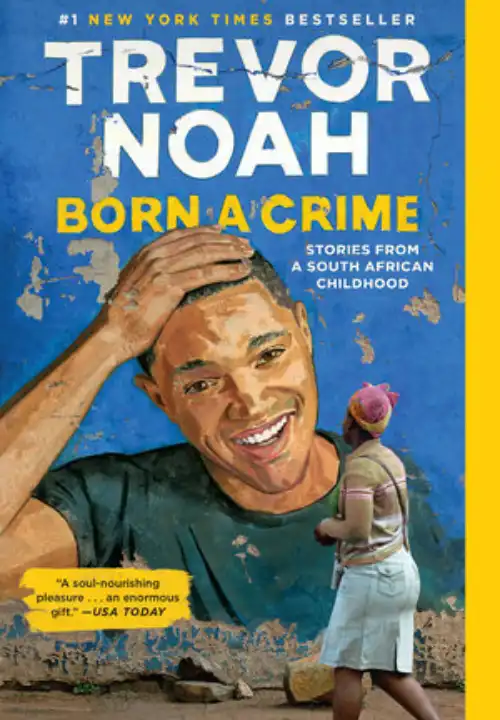 #1 NEW YORK TIMES BESTSELLER
TREVOR
NOAH
BORN A CRIME
STORIES FROM
A SOUTH AFRICAN
CHILDHOOD
"A soul-nourishing
pleasure . . . an enormous
gift." —USA TODAY